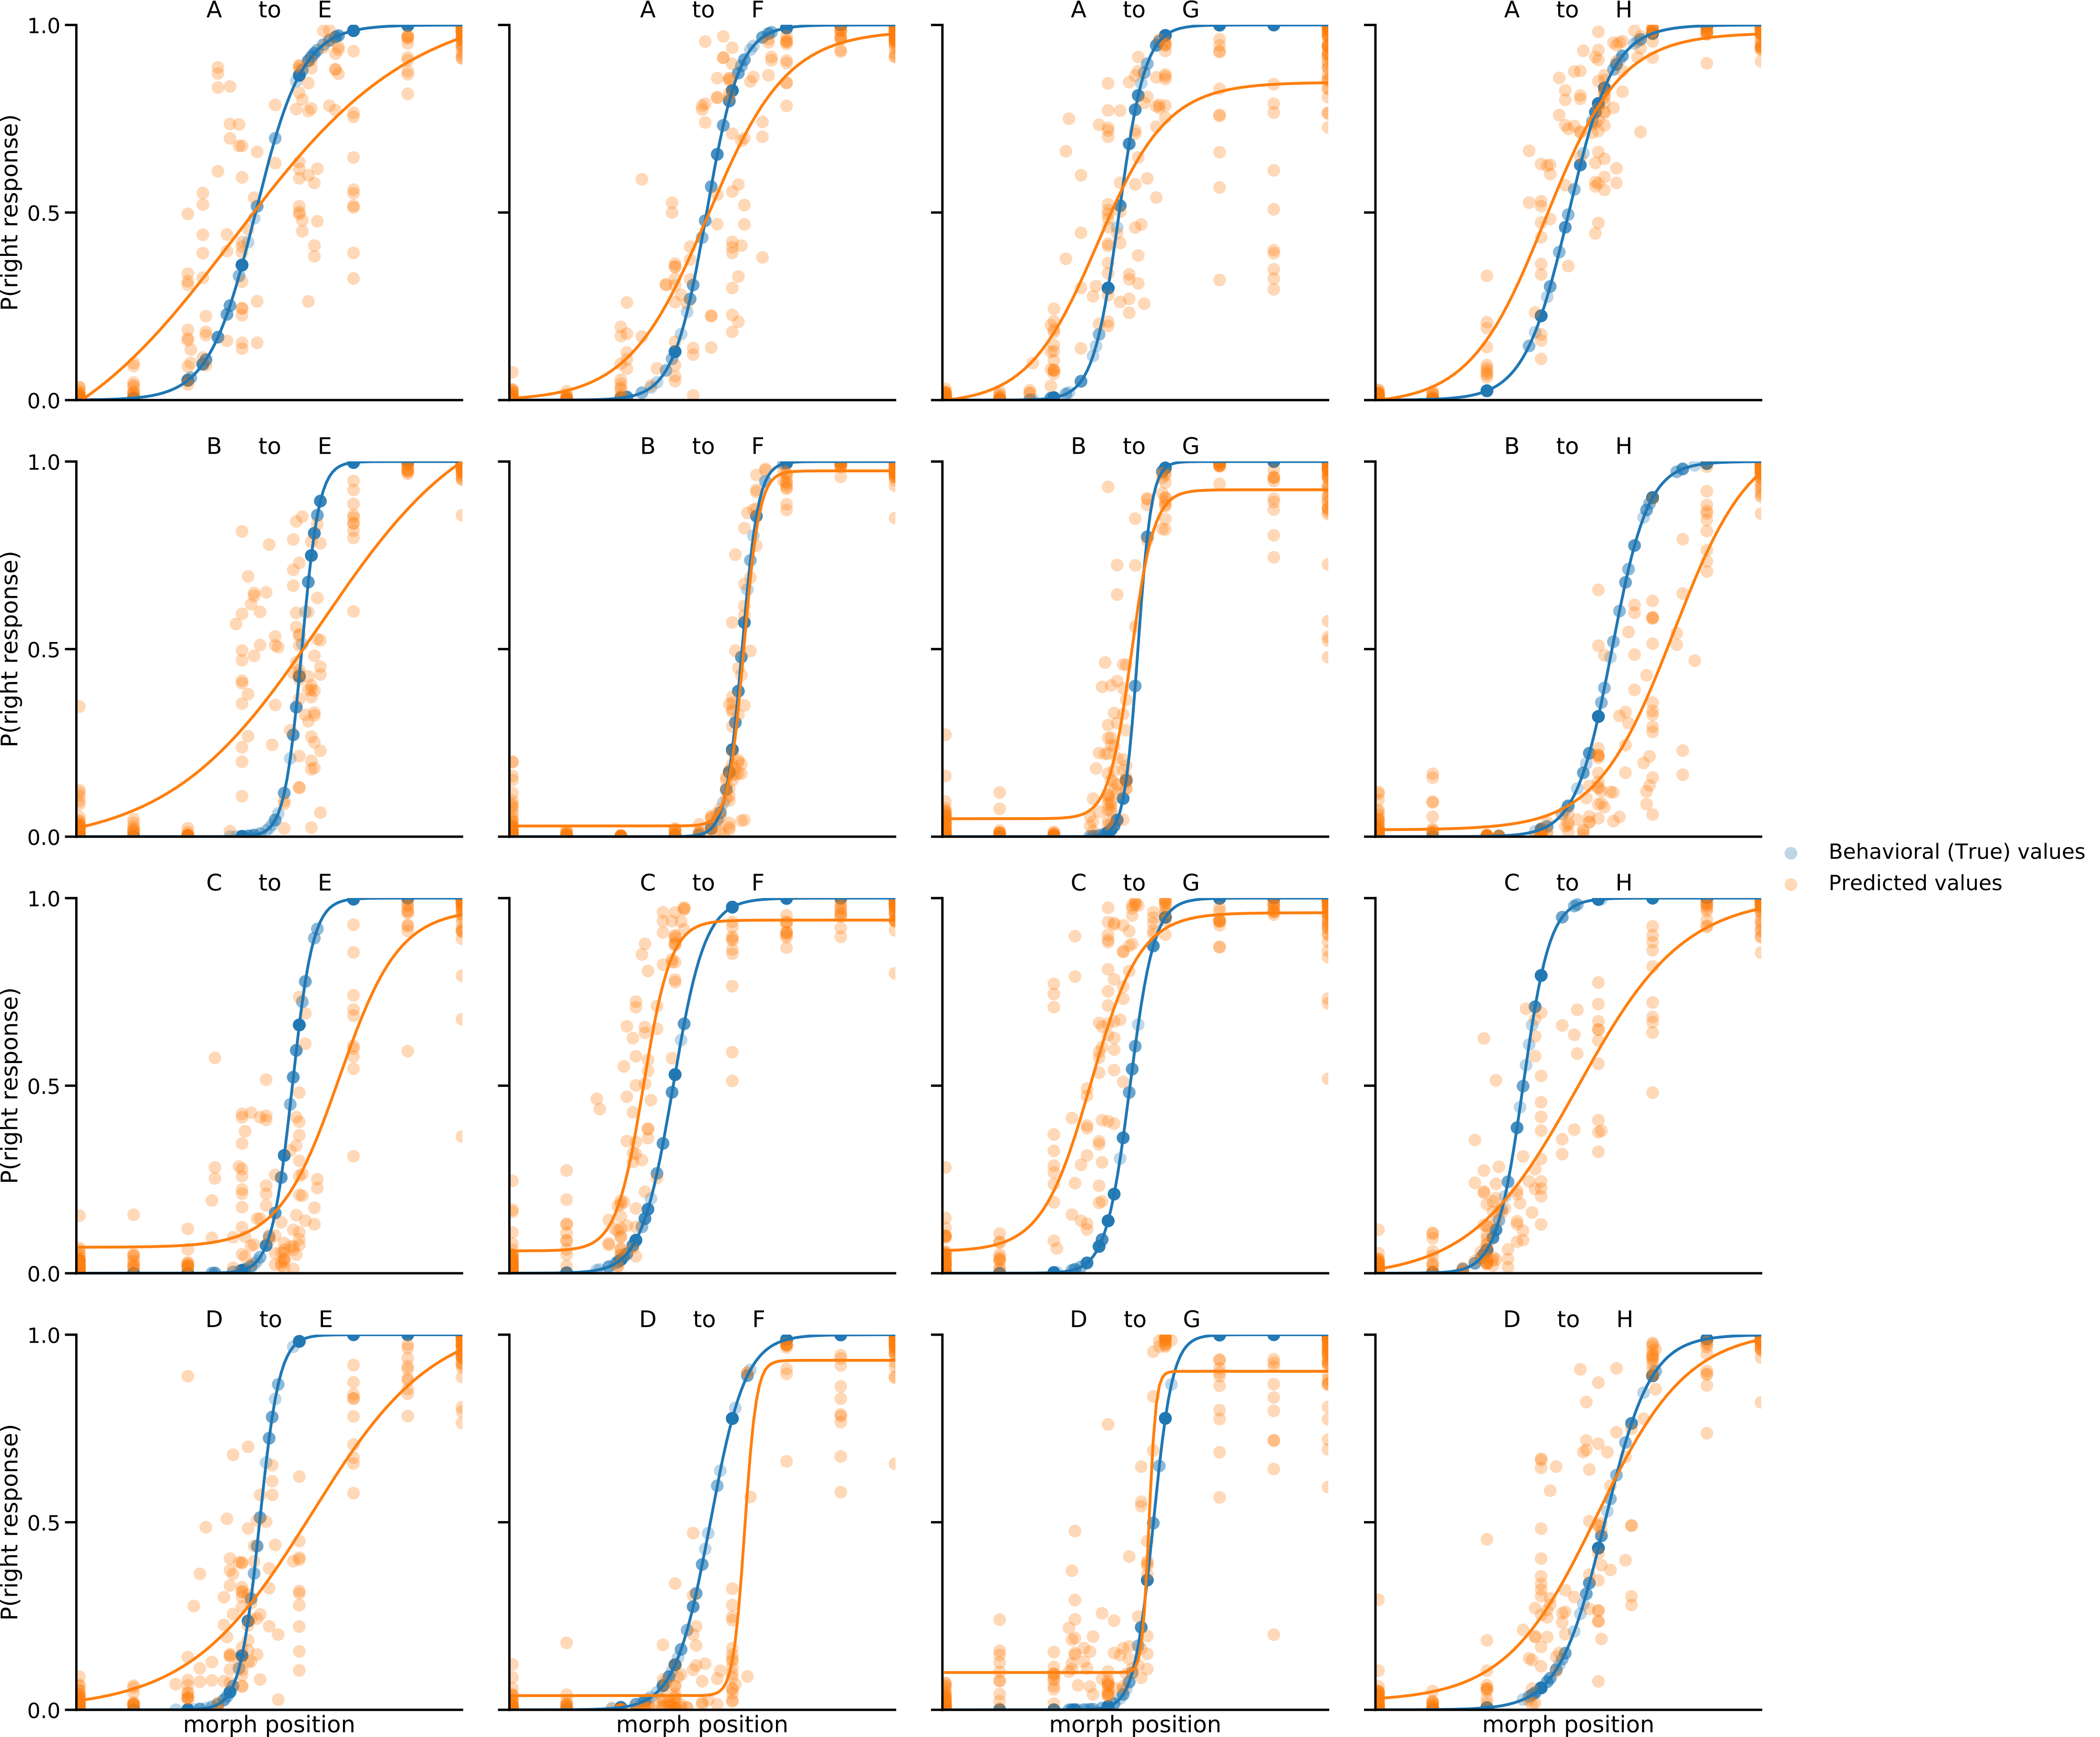 A to E
A to F
A to G
A to H
1.0
0.5
0.0
P(right response)
B to E
B to F
B to G
B to H
1.0
0.5
0.0
P(right response)
Behavioral (True) values
Predicted values
C to E
C to F
C to G
C to H
1.0
0.5
0.0
P(right response)
D to E
D to F
D to G
D to H
1.0
0.5
0.0
P(right response)
morph position
morph position
morph position
morph position